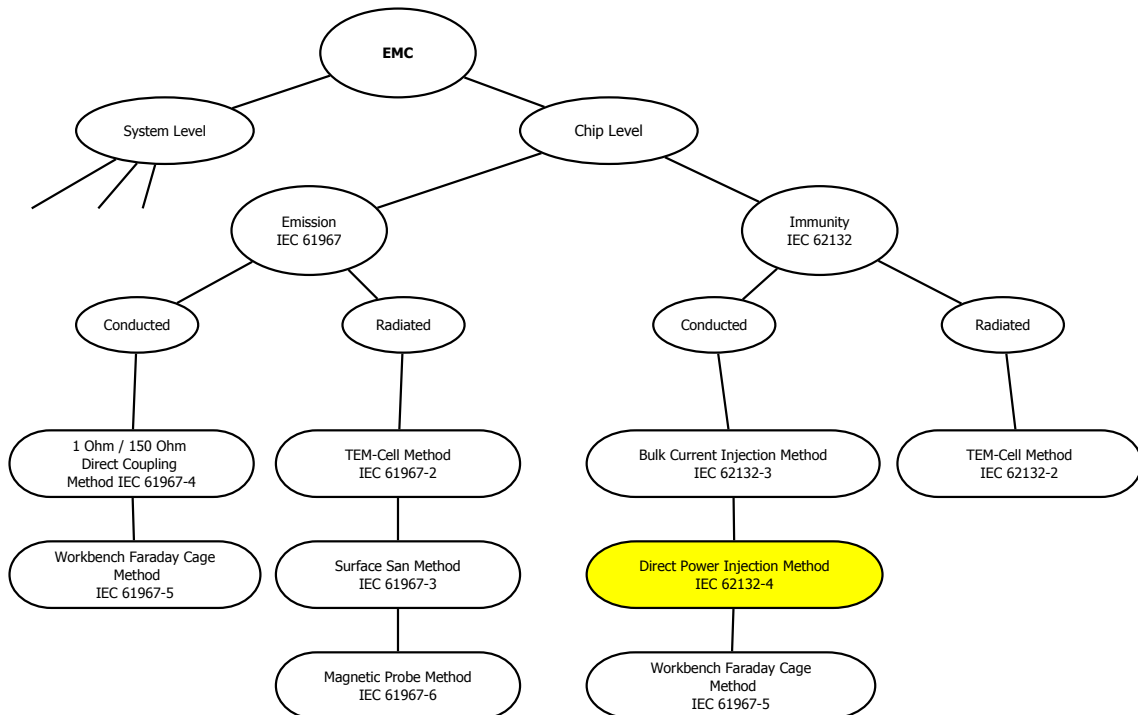 EMC
System Level
Chip Level
Emission
IEC 61967
Immunity
IEC 62132
Conducted
Radiated
Conducted
Radiated
1 Ohm / 150 Ohm
Direct Coupling
Method IEC 61967-4
TEM-Cell Method
IEC 61967-2
Bulk Current Injection Method
IEC 62132-3
TEM-Cell Method
IEC 62132-2
Workbench Faraday Cage
Method
IEC 61967-5
Surface San Method
IEC 61967-3
Direct Power Injection Method
IEC 62132-4
Magnetic Probe Method
IEC 61967-6
Workbench Faraday Cage
Method
IEC 61967-5